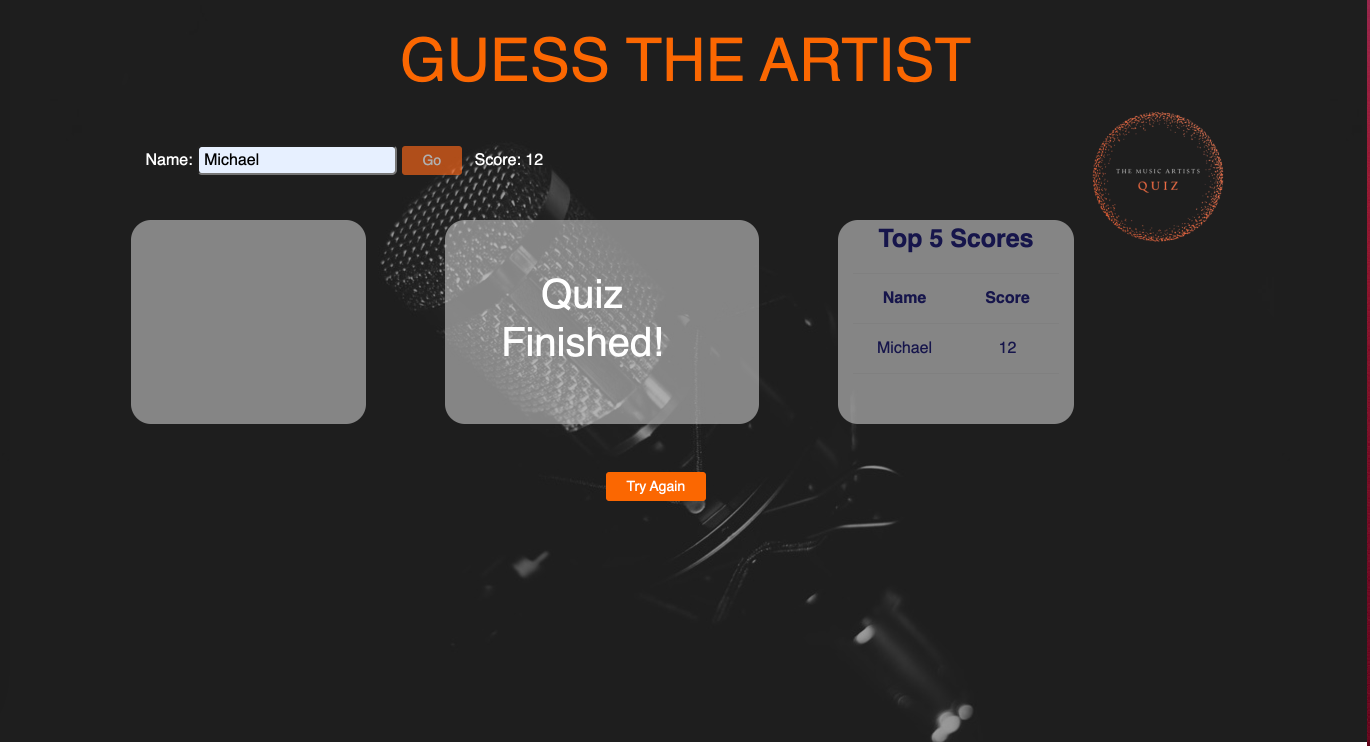 GUESS THE ARTIST
Name: Michael Go Score: 12
THE MUSIC ARTISTS
QUIZ
Quiz
Finished!
Top 5 Scores
Name Score
Michael 12
Try Again